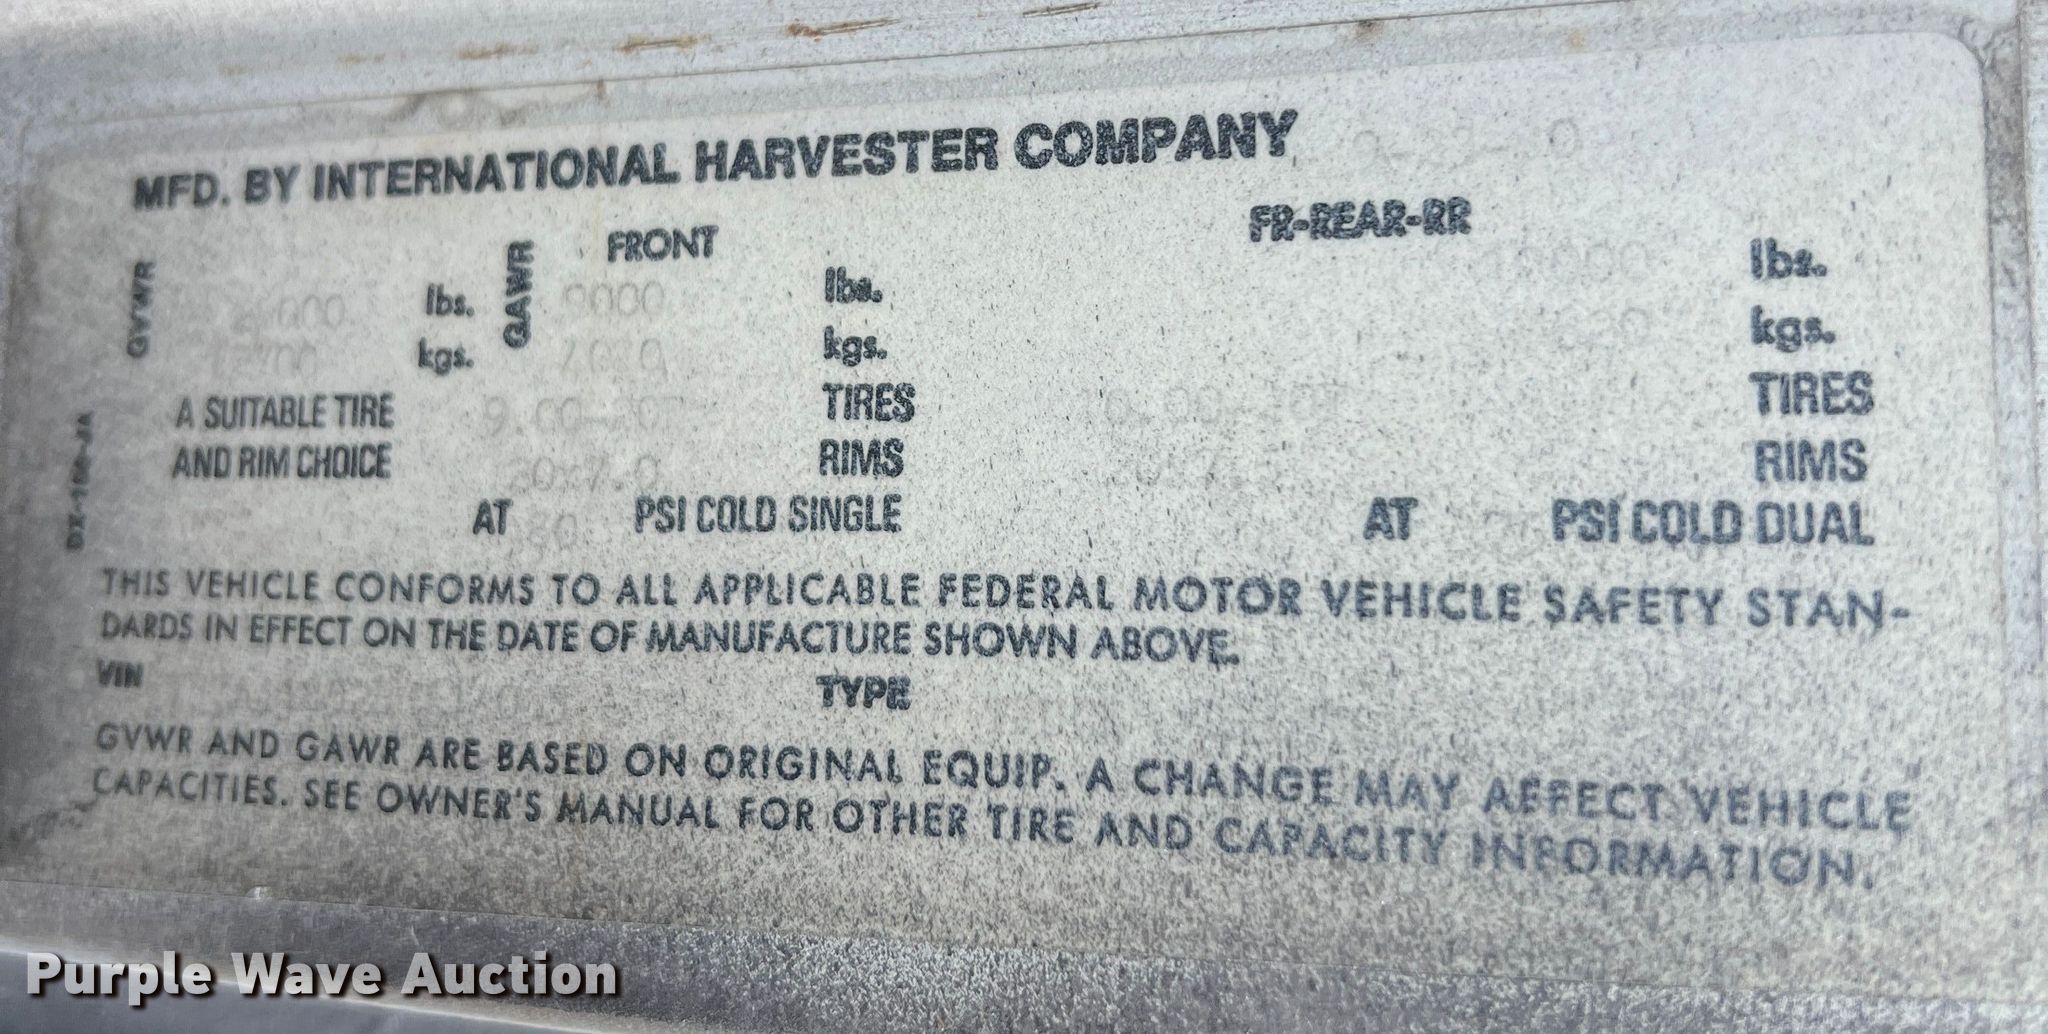 MFD. BY INTERNATIONAL HARVESTER COMPANY
FRONT FR-REAR-RR
GVWR lbs. GAWR 9000 lbs. lbs.
kgs. kgs. kgs.
A SUITABLE TIRE TIRES TIRES
AND RIM CHOICE RIMS RIMS
AT PSI COLD SINGLE AT PSI COLD DUAL
THIS VEHICLE CONFORMS TO ALL APPLICABLE FEDERAL MOTOR VEHICLE SAFETY STAN-
DARDS IN EFFECT ON THE DATE OF MANUFACTURE SHOWN ABOVE.
VIN TYPE
GVWR AND GAWR ARE BASED ON ORIGINAL EQUIP. A CHANGE MAY AFFECT VEHICLE
CAPACITIES. SEE OWNER'S MANUAL FOR OTHER TIRE AND CAPACITY INFORMATION.
Purple Wave Auction